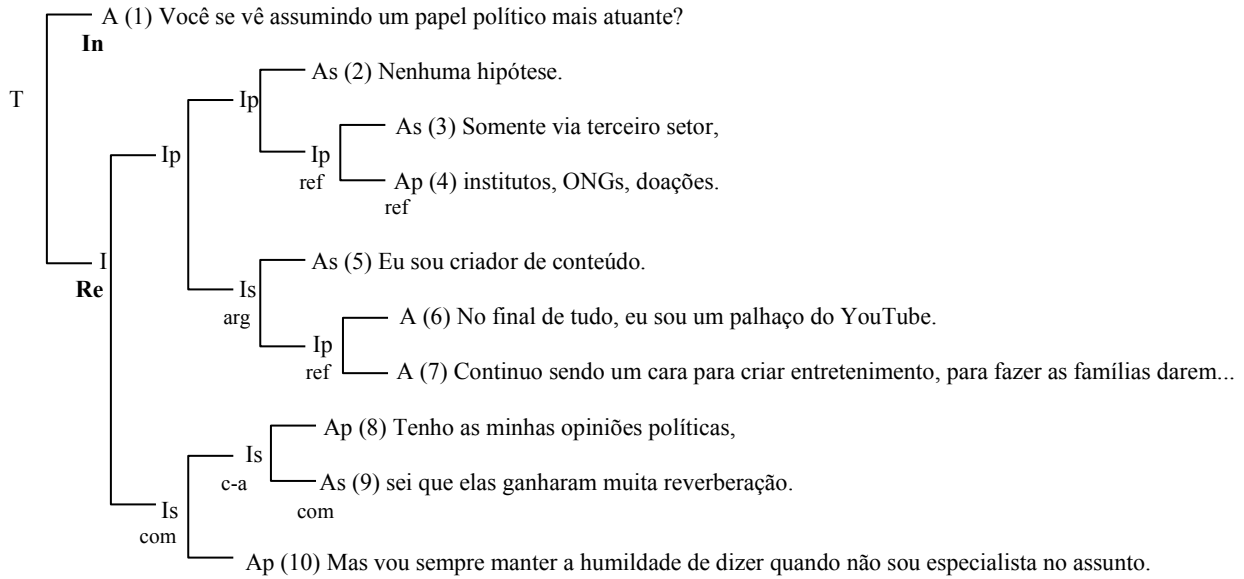 A (1) Você se vê assumindo um papel político mais atuante?
In
As (2) Nenhuma hipótese.
T
Ip
As (3) Somente via terceiro setor,
Ip
Ip
ref
Ap (4) institutos, ONGs, doações.
ref
I
As (5) Eu sou criador de conteúdo.
Re
Is
arg
A (6) No final de tudo, eu sou um palhaço do YouTube.
Ip
ref
A (7) Continuo sendo um cara para criar entretenimento, para fazer as famílias darem...
Ap (8) Tenho as minhas opiniões políticas,
Is
c-a
As (9) sei que elas ganharam muita reverberação.
com
Is
com
Ap (10) Mas vou sempre manter a humildade de dizer quando não sou especialista no assunto.